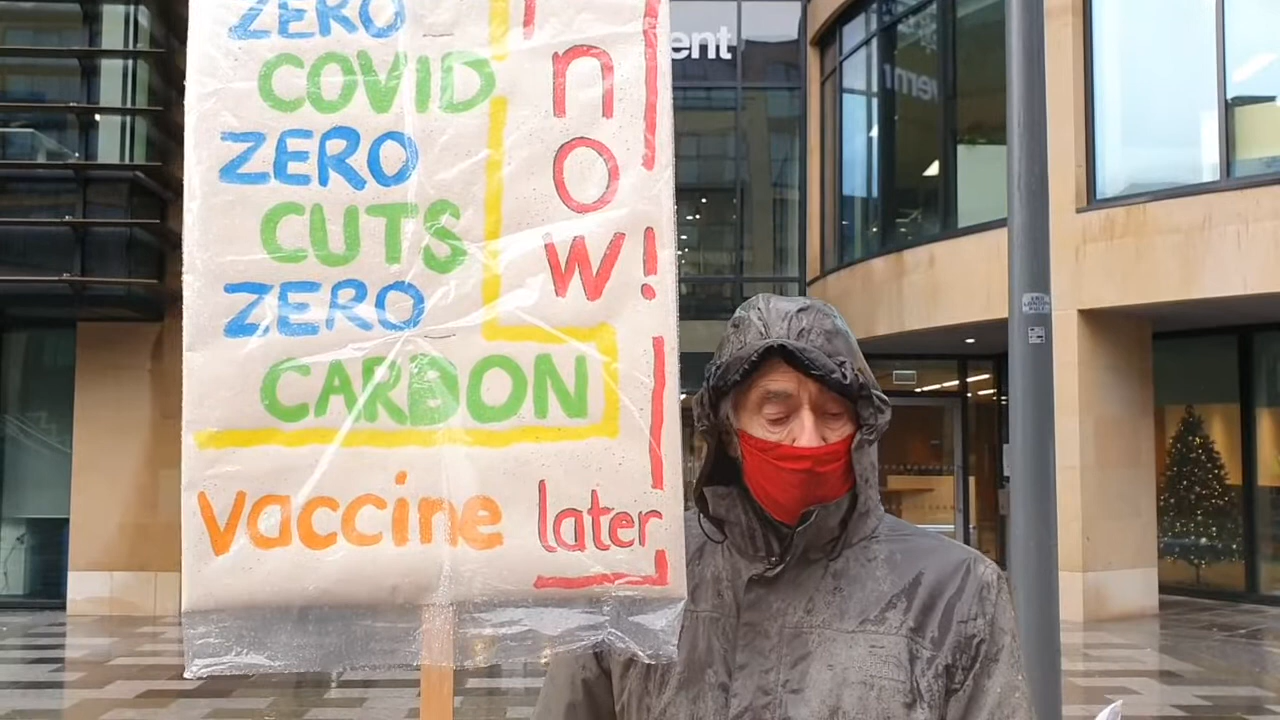 ZERO
COVID
ZERO
CUTS
ZERO
CARBON
now!
vaccine later
ent